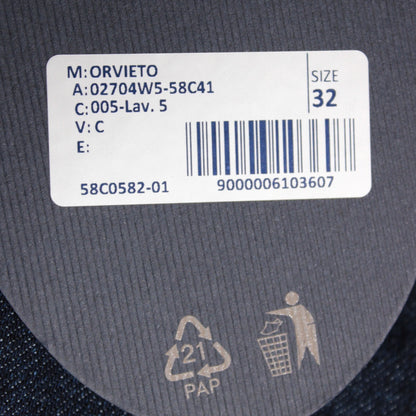 M: ORVIETO
A: 02704W5-58C41
C: 005-Lav. 5
V: C
E:
SIZE
32
58C0582-01
9000006103607
21
PAP